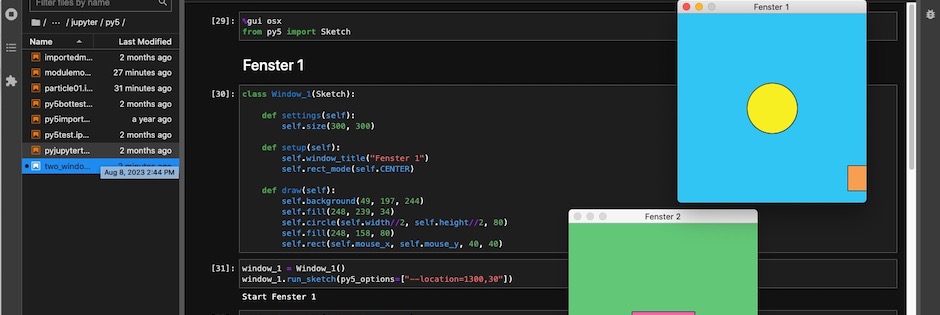 Filter files by name
/ ··· / jupyter / py5 /
Name Last Modified
importedm... 2 months ago
modulemo... 27 minutes ago
particle01.i... 31 minutes ago
py5bottest... 2 months ago
py5import... a year ago
py5test.ip... 2 months ago
pyjupytert... 2 months ago
two_windo... 2 minutes ago
Aug 8, 2023 2:44 PM
[29]: %gui osx
from py5 import Sketch
Fenster 1
[30]: class Window_1(Sketch):
def settings(self):
self.size(300, 300)
def setup(self):
self.window_title("Fenster 1")
self.rect_mode(self.CENTER)
def draw(self):
self.background(49, 197, 244)
self.fill(248, 239, 34)
self.circle(self.width//2, self.height//2, 80)
self.fill(248, 158, 80)
self.rect(self.mouse_x, self.mouse_y, 40, 40)
[31]: window_1 = Window_1()
window_1.run_sketch(py5_options=["--location=1300,30"])
Start Fenster 1
Fenster 1
Fenster 2